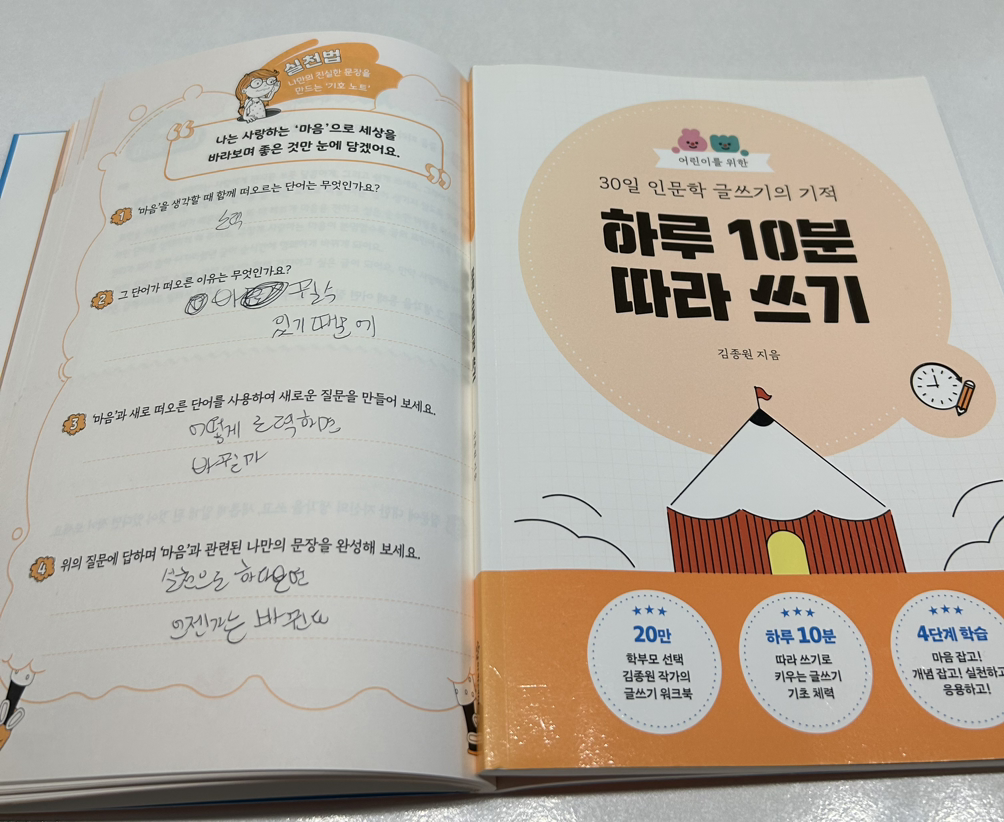 실천법
나만의 진실한 문장을
만드는 '기호 노트'
나는 사랑하는 '마음'으로 세상을
바라보며 좋은 것만 눈에 담겠어요.
1 '마음'을 생각할 때 함께 떠오르는 단어는 무엇인가요?
노력
2 그 단어가 떠오른 이유는 무엇인가요?
바꿀 수
있기 때문에
3 '마음'과 새로 떠오른 단어를 사용하여 새로운 질문을 만들어 보세요.
어떻게 노력하면
바뀔까
4 위의 질문에 답하며 '마음'과 관련된 나만의 문장을 완성해 보세요.
실천으로 하다보면
언젠가는 바뀐다
어린이를 위한
30일 인문학 글쓰기의 기적
하루 10분
따라 쓰기
김종원 지음
20만
학부모 선택
김종원 작가의
글쓰기 워크북
하루 10분
따라 쓰기로
키우는 글쓰기
기초 체력
4단계 학습
마음 잡고!
개념 잡고! 실천하고
응용하고!